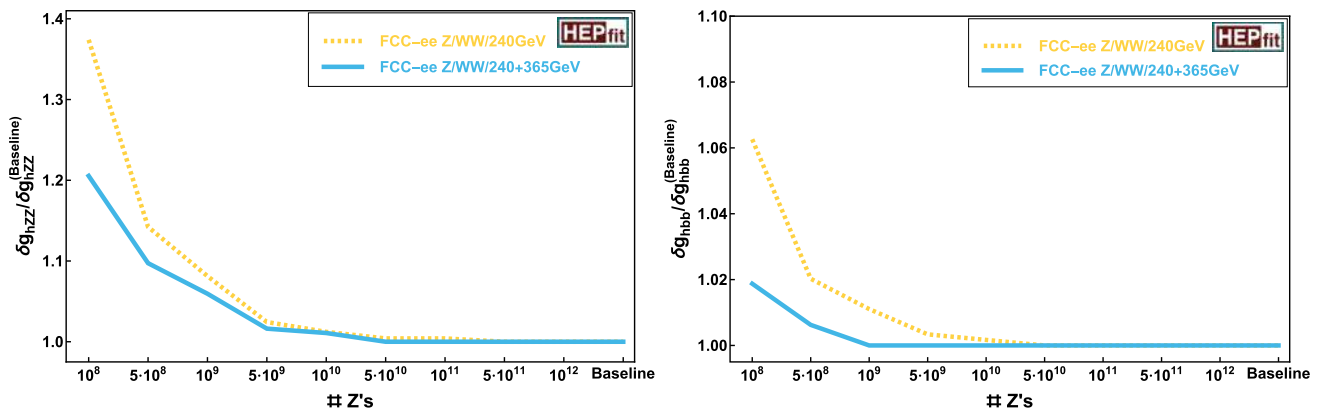 HEPfit
FCC–ee Z/WW/240GeV
FCC–ee Z/WW/240+365GeV
1.4
1.3
1.2
1.1
1.0
δg_hZZ/δg_hZZ^(Baseline)
10^8
5·10^8
10^9
5·10^9
10^10
5·10^10
10^11
5·10^11
10^12
Baseline
# Z's
HEPfit
FCC–ee Z/WW/240GeV
FCC–ee Z/WW/240+365GeV
1.10
1.08
1.06
1.04
1.02
1.00
δg_hbb/δg_hbb^(Baseline)
10^8
5·10^8
10^9
5·10^9
10^10
5·10^10
10^11
5·10^11
10^12
Baseline
# Z's